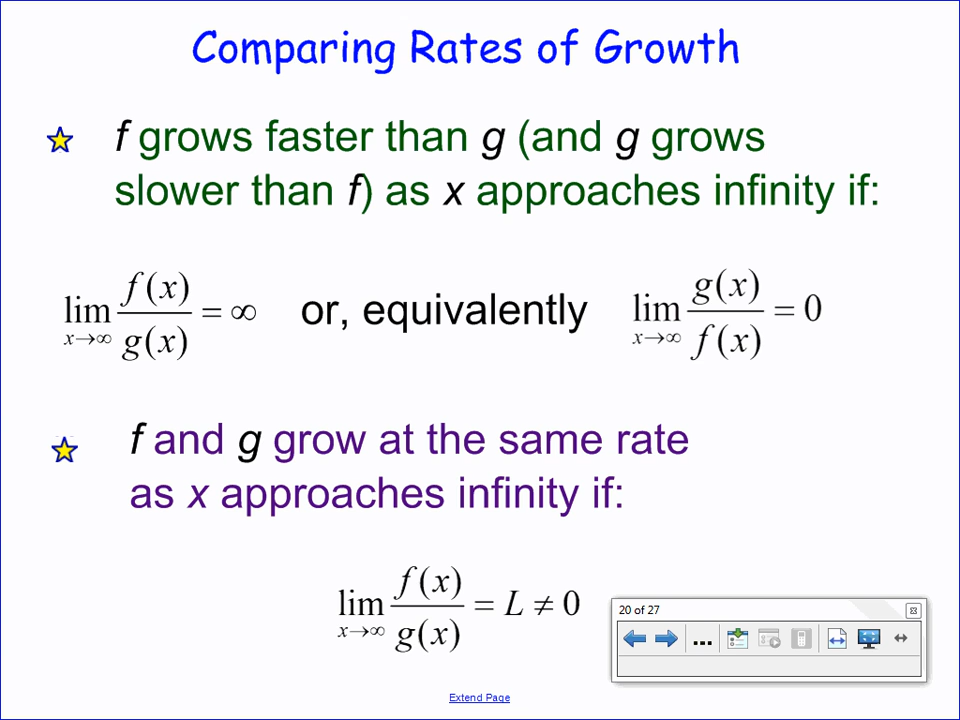 Comparing Rates of Growth
f grows faster than g (and g grows
slower than f) as x approaches infinity if:
lim x→∞ f(x)/g(x) = ∞ or, equivalently lim x→∞ g(x)/f(x) = 0
f and g grow at the same rate
as x approaches infinity if:
lim x→∞ f(x)/g(x) = L ≠ 0
20 of 27
...
Extend Page